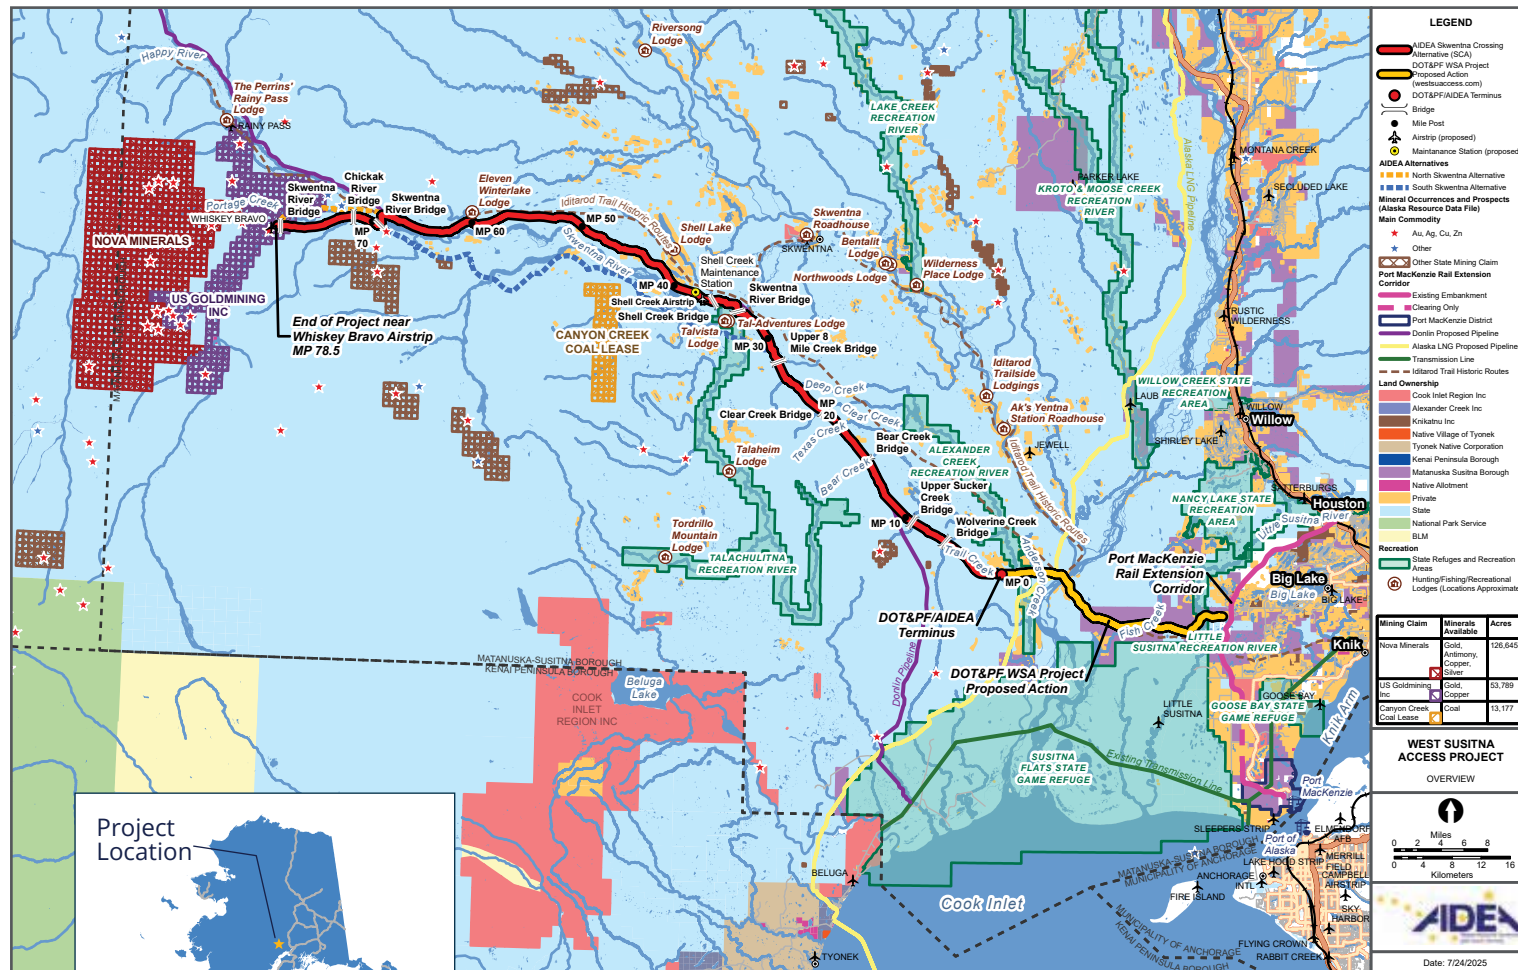 Riversong
Lodge
Happy River
The Perrins'
Rainy Pass
Lodge
RAINY PASS
LAKE CREEK
RECREATION
RIVER
Alaska LNG Pipeline
MONTANA CREEK
SECLUDED LAKE
PARKER LAKE
KROTO & MOOSE CREEK
RECREATION
RIVER
Portage Creek
WHISKEY BRAVO
NOVA MINERALS
Skwentna
River
Bridge
Chickak
River
Bridge
MP
70
Skwentna
River Bridge
Eleven
Winterlake
Lodge
MP 60
Iditarod Trail Historic Routes
MP 50
Skwentna River
Shell Lake
Lodge
Skwentna
Roadhouse
SKWENTNA
Bentalit
Lodge
Northwoods Lodge
Wilderness
Place Lodge
Shell Creek
Maintenance
Station
MP 40
Shell Creek Airstrip
Shell Creek Bridge
Skwentna
River Bridge
US GOLDMINING
INC
End of Project near
Whiskey Bravo Airstrip
MP 78.5
CANYON CREEK
COAL LEASE
Talvista
Lodge
Tal-Adventures Lodge
MP 30
Upper 8
Mile Creek Bridge
RUSTIC
WILDERNESS
Deep Creek
Clear Creek
Clear Creek Bridge
MP
20
Texas Creek
Bear Creek
Bear Creek
Bridge
Iditarod
Trailside
Lodgings
Ak's Yentna
Station Roadhouse
JEWELL
Iditarod Trail Historic Routes
WILLOW CREEK STATE
RECREATION
AREA
LAUB
WILLOW
Willow
SHIRLEY LAKE
ALEXANDER
CREEK
RECREATION RIVER
Talaheim
Lodge
Upper Sucker
Creek
Bridge
MP 10
Wolverine Creek
Bridge
Trail Creek
MP 0
Anderson Creek
NANCY LAKE STATE
RECREATION
AREA
SATTERBURGS
Houston
Little Susitna River
Tordrillo
Mountain
Lodge
TALACHULITNA
RECREATION RIVER
Port MacKenzie
Rail Extension
Corridor
Big Lake
Big Lake
BIG LAKE
DOT&PF/AIDEA
Terminus
Fish Creek
LITTLE
SUSITNA RECREATION RIVER
Knik
DOT&PF WSA Project
Proposed Action
Donlin Pipeline
MATANUSKA-SUSITNA BOROUGH
KENAI PENINSULA BOROUGH
Beluga
Lake
COOK
INLET
REGION INC
LITTLE
SUSITNA
GOOSE BAY
GOOSE BAY STATE
GAME REFUGE
Knik Arm
SUSITNA
FLATS STATE
GAME REFUGE
Existing Transmission Line
Port
MacKenzie
SLEEPERS STRIP
ELMENDORF
AFB
Port of
Alaska
MERRILL
FIELD
LAKE HOOD STRIP
CAMPBELL
AIRSTRIP
ANCHORAGE
INTL
FIRE ISLAND
SKY
HARBOR
FLYING CROWN
RABBIT CREEK
MATANUSKA-SUSITNA BOROUGH
MUNICIPALITY OF ANCHORAGE
MUNICIPALITY OF ANCHORAGE
KENAI PENINSULA BOROUGH
BELUGA
Cook Inlet
TYONEK
Project
Location
LEGEND
AIDEA Skwentna Crossing
Alternative (SCA)
DOT&PF WSA Project
Proposed Action
(westsuaccess.com)
DOT&PF/AIDEA Terminus
Bridge
Mile Post
Airstrip (proposed)
Maintanance Station (proposed
AIDEA Alternatives
North Skwentna Alternative
South Skwentna Alternative
Mineral Occurrences and Prospects
(Alaska Resource Data File)
Main Commodity
Au, Ag, Cu, Zn
Other
Other State Mining Claim
Port MacKenzie Rail Extension
Corridor
Existing Embankment
Clearing Only
Port MacKenzie District
Donlin Proposed Pipeline
Alaska LNG Proposed Pipeline
Transmission Line
Iditarod Trail Historic Routes
Land Ownership
Cook Inlet Region Inc
Alexander Creek Inc
Knikatnu Inc
Native Village of Tyonek
Tyonek Native Corporation
Kenai Peninsula Borough
Matanuska Susitna Borough
Native Allotment
Private
State
National Park Service
BLM
Recreation
State Refuges and Recreation
Areas
Hunting/Fishing/Recreational
Lodges (Locations Approximate
Mining Claim Minerals Available Acres
Nova Minerals Gold, Antimony, Copper, Silver 126,645
US Goldmining Inc Gold, Copper 53,789
Canyon Creek Coal Lease Coal 13,177
WEST SUSITNA
ACCESS PROJECT
OVERVIEW
Miles
0 2 4 6 8
0 4 8 12 16
Kilometers
AIDEA
Date: 7/24/2025